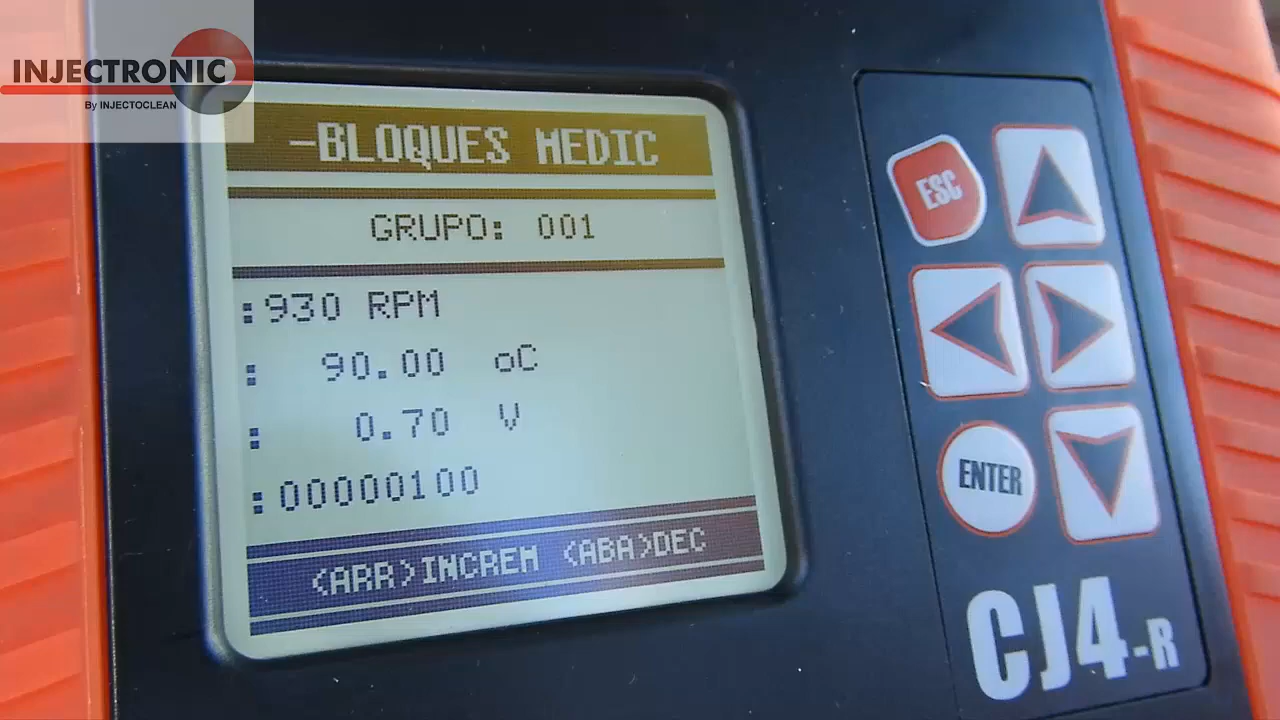 INJECTRONIC
By INJECTOCLEAN
-BLOQUES MEDIC
GRUPO: 001
:930 RPM
: 90.00 oC
: 0.70 V
:00000100
<ARR>INCREM <ABA>DEC
ESC
ENTER
CJ4-R